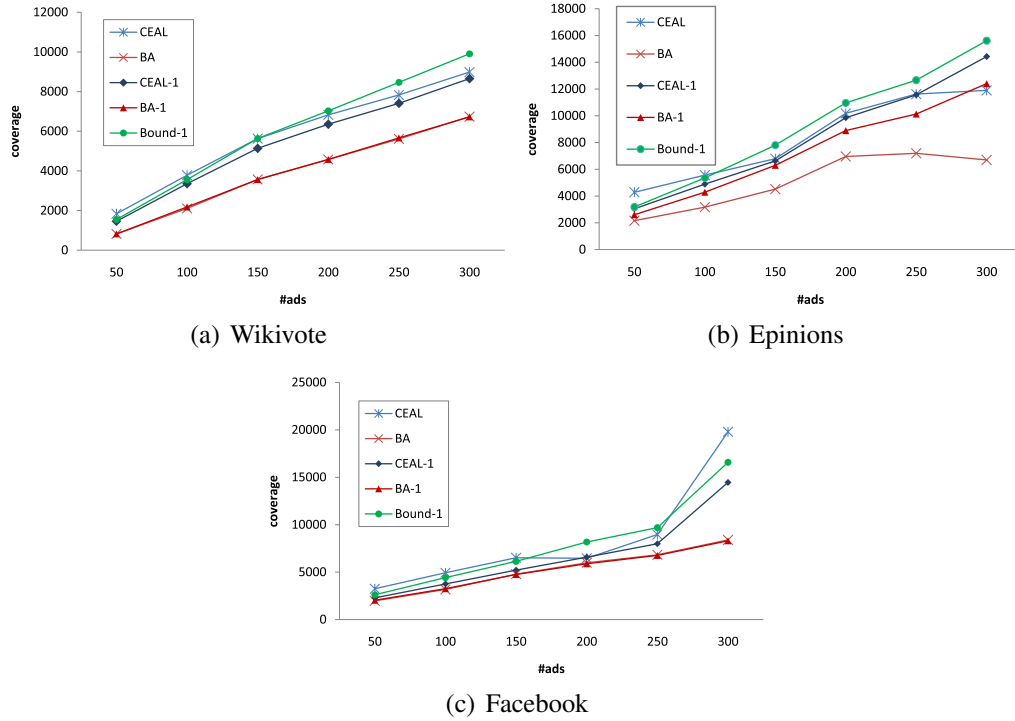 12000
10000
8000
6000
4000
2000
0
coverage
CEAL
BA
CEAL-1
BA-1
Bound-1
50 100 150 200 250 300
#ads
(a) Wikivote
18000
16000
14000
12000
10000
8000
6000
4000
2000
0
coverage
CEAL
BA
CEAL-1
BA-1
Bound-1
50 100 150 200 250 300
#ads
(b) Epinions
25000
20000
15000
10000
5000
0
coverage
CEAL
BA
CEAL-1
BA-1
Bound-1
50 100 150 200 250 300
#ads
(c) Facebook